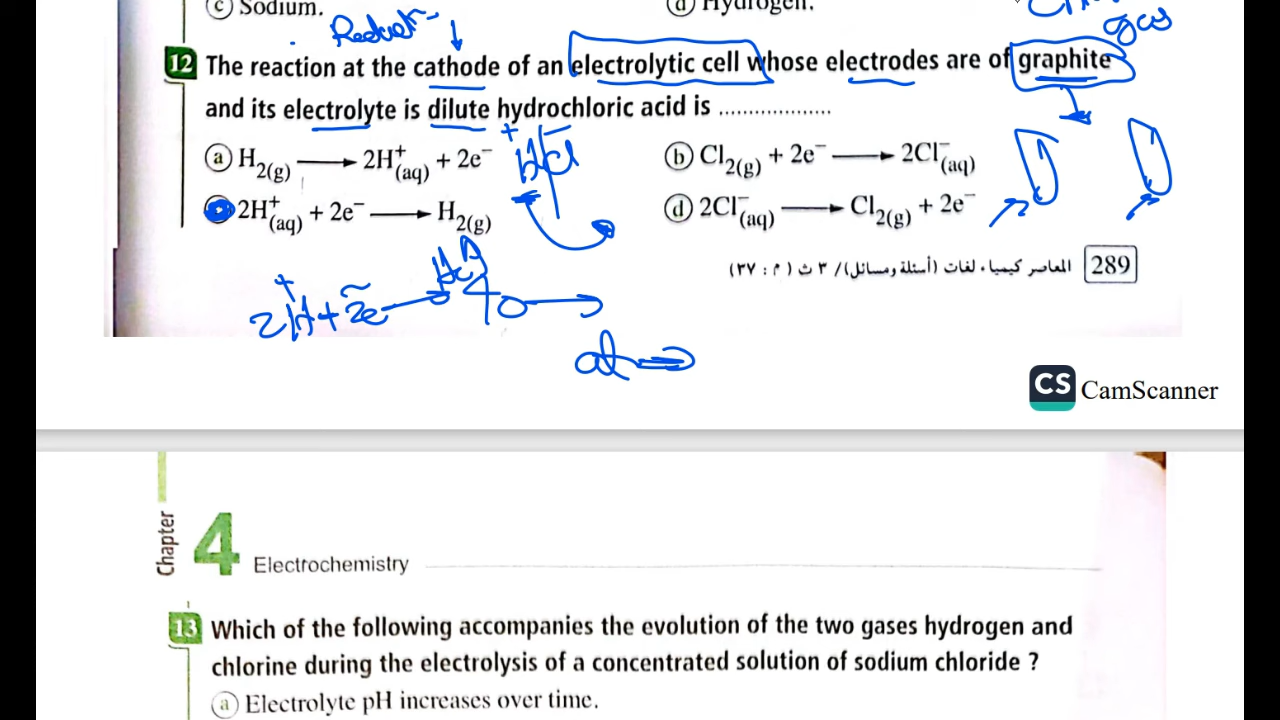 c Sodium.
d Hydrogen.
gas
12 The reaction at the cathode of an electrolytic cell whose electrodes are of graphite
and its electrolyte is dilute hydrochloric acid is ...................
a H₂(g) ⟶ 2H⁺(aq) + 2e⁻
b Cl₂(g) + 2e⁻ ⟶ 2Cl⁻(aq)
2H⁺(aq) + 2e⁻ ⟶ H₂(g)
d 2Cl⁻(aq) ⟶ Cl₂(g) + 2e⁻
H⁺Cl⁻
2H⁺ + 2e⁻ ⟶
المعاصر كيمياء لغات (أسئلة ومسائل) / ٣ ث (م : ٣٧) 289
CS CamScanner
Chapter 4 Electrochemistry
13 Which of the following accompanies the evolution of the two gases hydrogen and
chlorine during the electrolysis of a concentrated solution of sodium chloride ?
a Electrolyte pH increases over time.